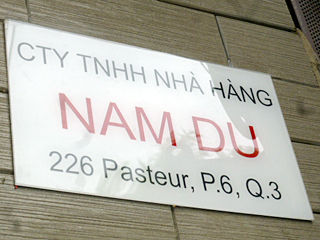 CTY TNHH NHÀ HÀNG
NAM DU
226 Pasteur, P.6, Q.3